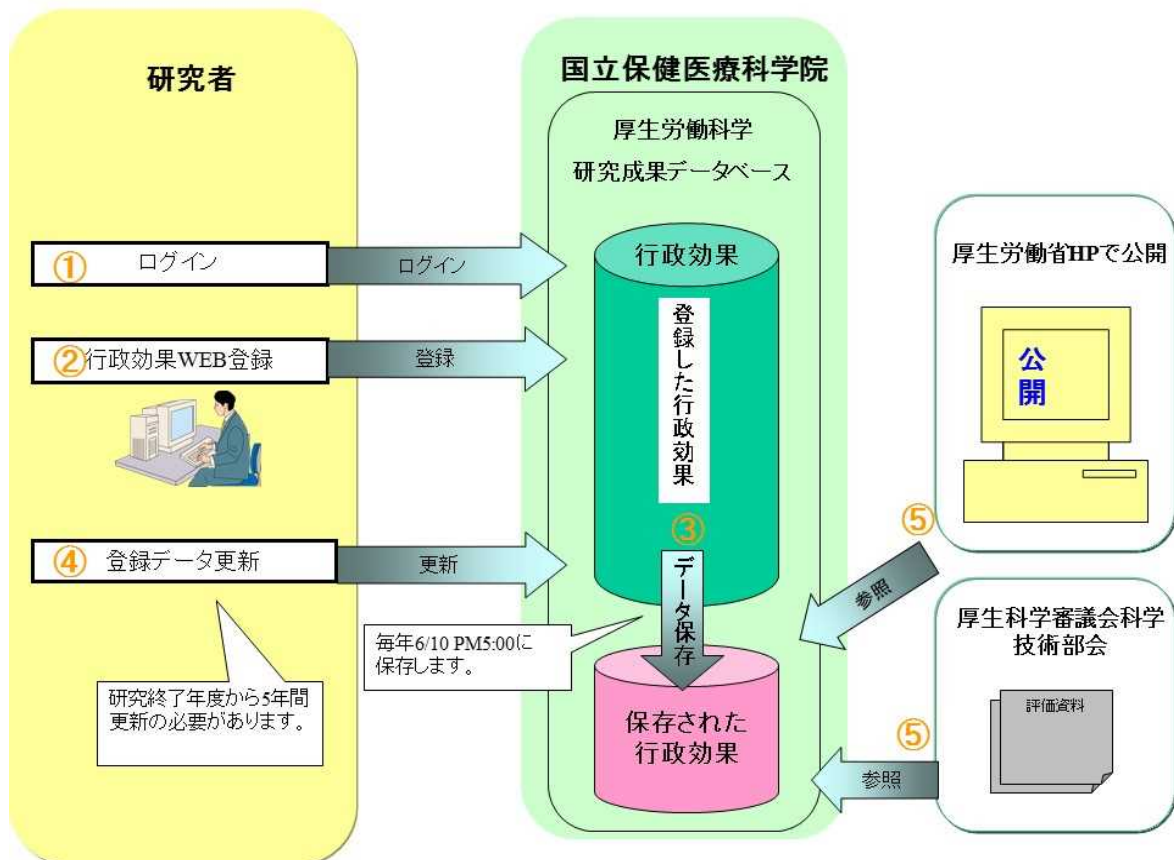 研究者
① ログイン
ログイン
② 行政効果WEB登録
登録
④ 登録データ更新
更新
研究終了年度から5年間
更新の必要があります。
国立保健医療科学院
厚生労働科学
研究成果データベース
行政効果
登録した行政効果
③
データ保存
毎年6/10 PM5:00に
保存します。
保存された
行政効果
厚生労働省HPで公開
公
開
⑤
参照
厚生科学審議会科学
技術部会
評価資料
⑤
参照